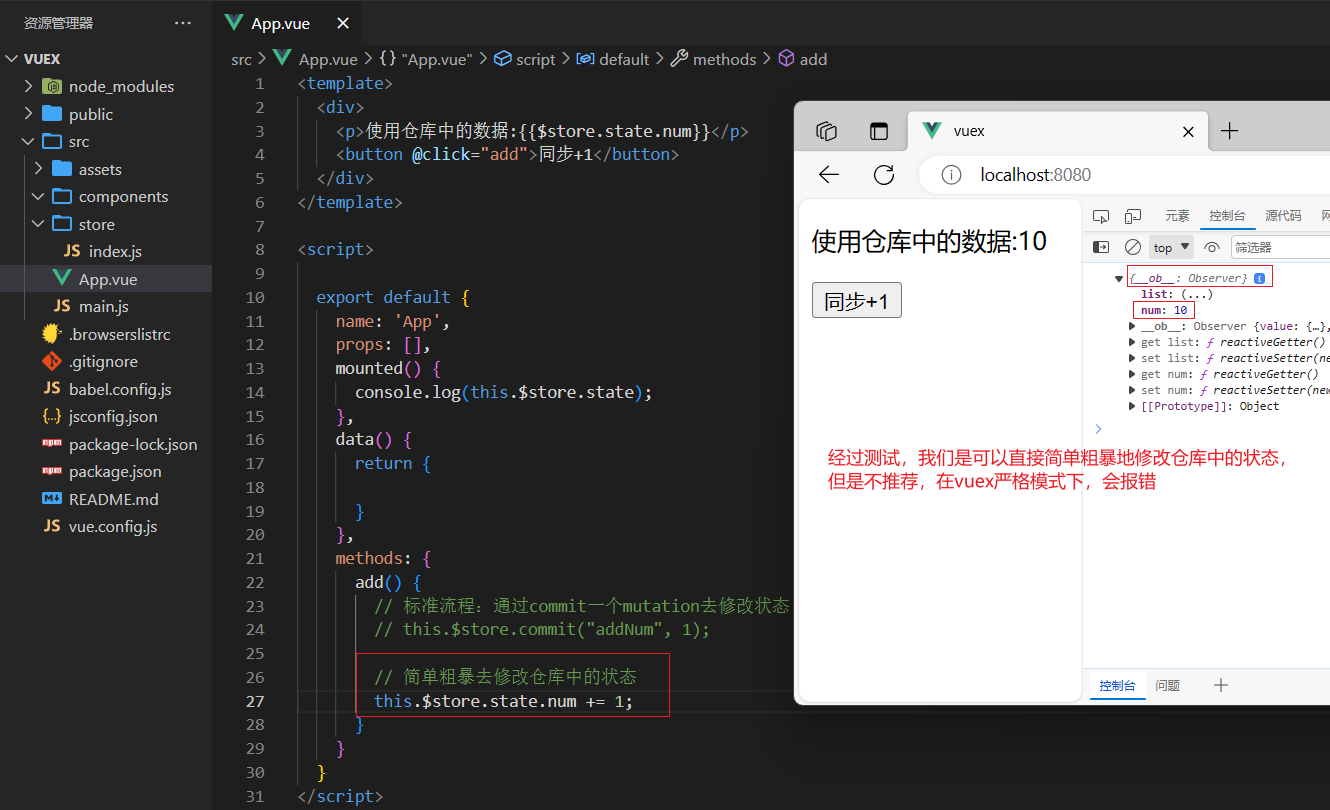 资源管理器 ···
VUEX
node_modules
public
src
assets
components
store
JS index.js
App.vue
JS main.js
.browserslistrc
.gitignore
JS babel.config.js
{..} jsconfig.json
npm package-lock.json
npm package.json
README.md
JS vue.config.js
App.vue ×
src > App.vue > {} "App.vue" > script > default > methods > add
1 <template>
2 <div>
3 <p>使用仓库中的数据:{{$store.state.num}}</p>
4 <button @click="add">同步+1</button>
5 </div>
6 </template>
7
8 <script>
9
10 export default {
11 name: 'App',
12 props: [],
13 mounted() {
14 console.log(this.$store.state);
15 },
16 data() {
17 return {
18
19 }
20 },
21 methods: {
22 add() {
23 // 标准流程：通过commit一个mutation去修改状态
24 // this.$store.commit("addNum", 1);
25
26 // 简单粗暴去修改仓库中的状态
27 this.$store.state.num += 1;
28 }
29 }
30 }
31 </script>
vuex
localhost:8080
使用仓库中的数据:10
同步+1
元素 控制台 源代码
top 筛选器
{__ob__: Observer}
list: (...)
num: 10
__ob__: Observer {value: {…},
get list: ƒ reactiveGetter()
set list: ƒ reactiveSetter(ne
get num: ƒ reactiveGetter()
set num: ƒ reactiveSetter(new
[[Prototype]]: Object
经过测试，我们是可以直接简单粗暴地修改仓库中的状态，
但是不推荐，在vuex严格模式下，会报错
控制台 问题